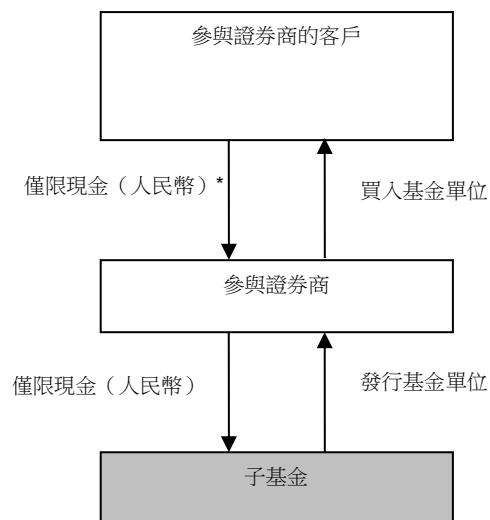 參與證券商的客戶
僅限現金（人民幣）*
買入基金單位
參與證券商
僅限現金（人民幣）
發行基金單位
子基金